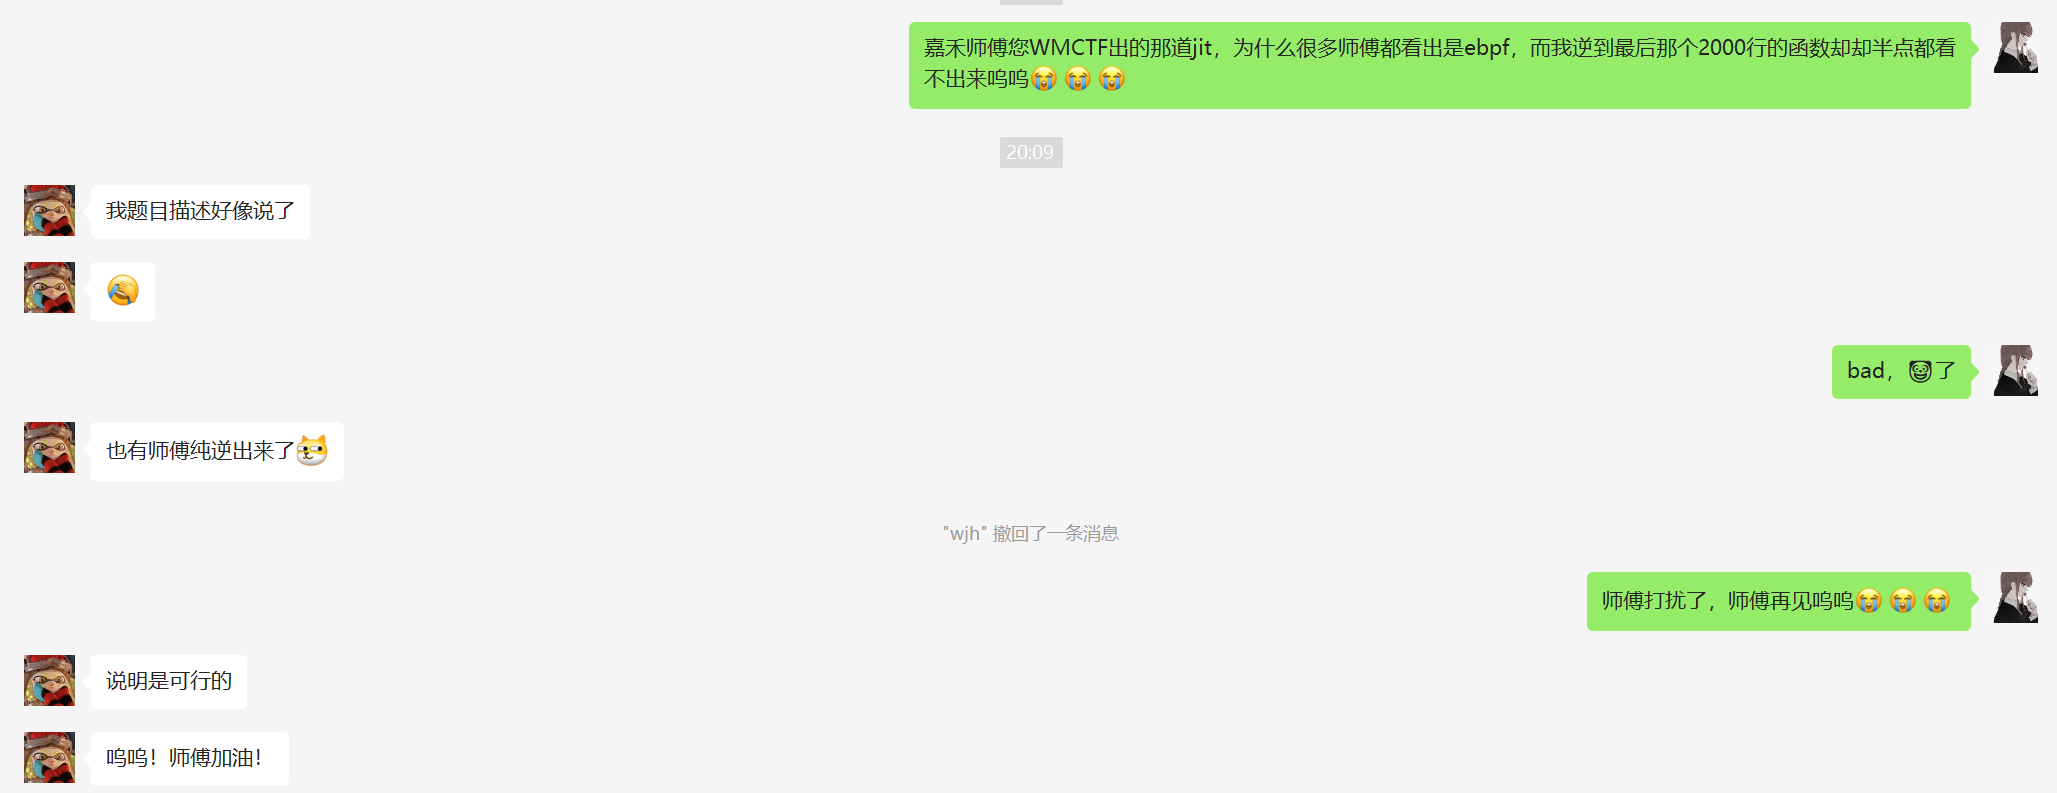 嘉禾师傅您WMCTF出的那道jit，为什么很多师傅都看出是ebpf，而我逆到最后那个2000行的函数却却半点都看
不出来呜呜😭😭😭
20:09
我题目描述好像说了
🤣
bad，🤡了
也有师傅纯逆出来了
"wjh" 撤回了一条消息
师傅打扰了，师傅再见呜呜😭😭😭
说明是可行的
呜呜！师傅加油！